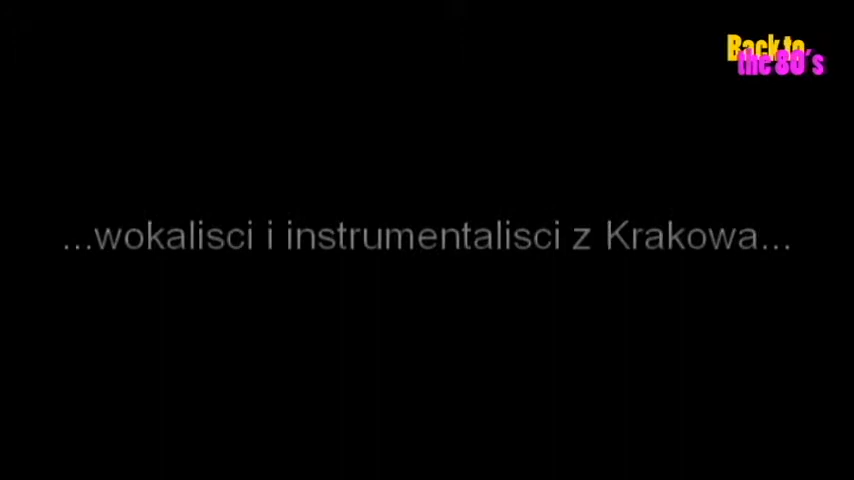 Back to
the 80's
...wokalisci i instrumentalisci z Krakowa...